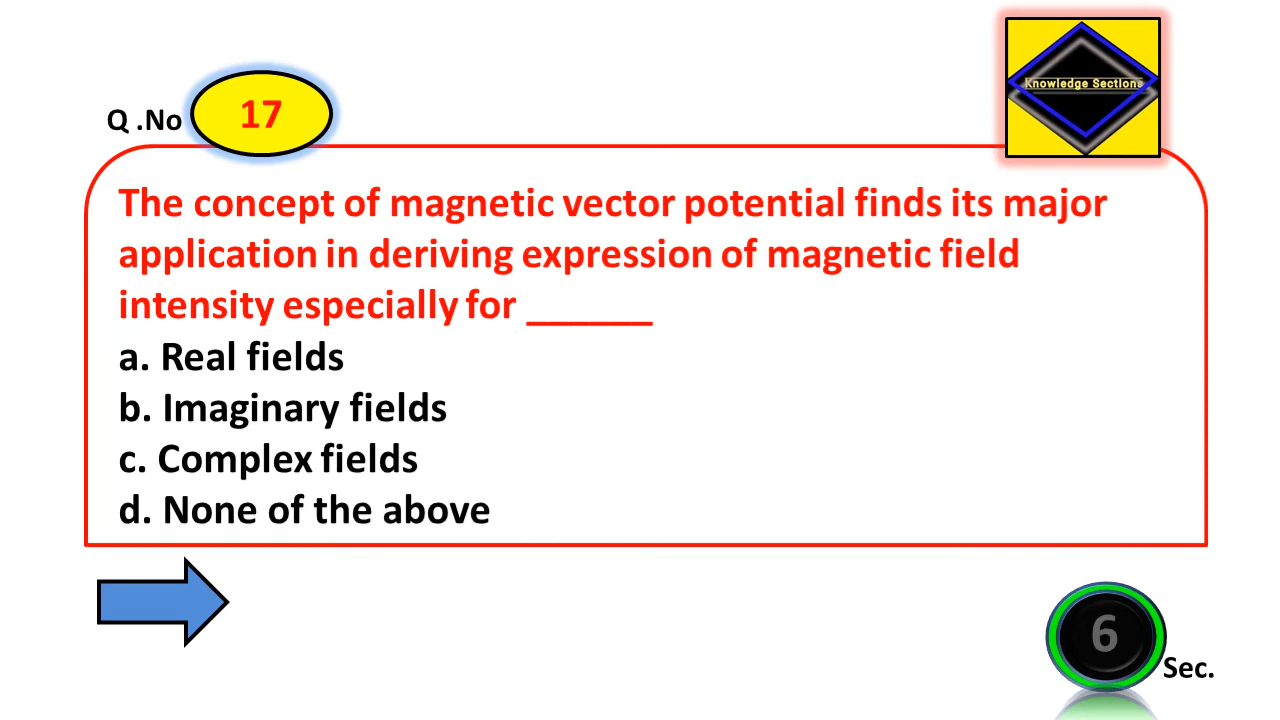 Knowledge Sections
Q .No 17
The concept of magnetic vector potential finds its major
application in deriving expression of magnetic field
intensity especially for ______
a. Real fields
b. Imaginary fields
c. Complex fields
d. None of the above
6
Sec.